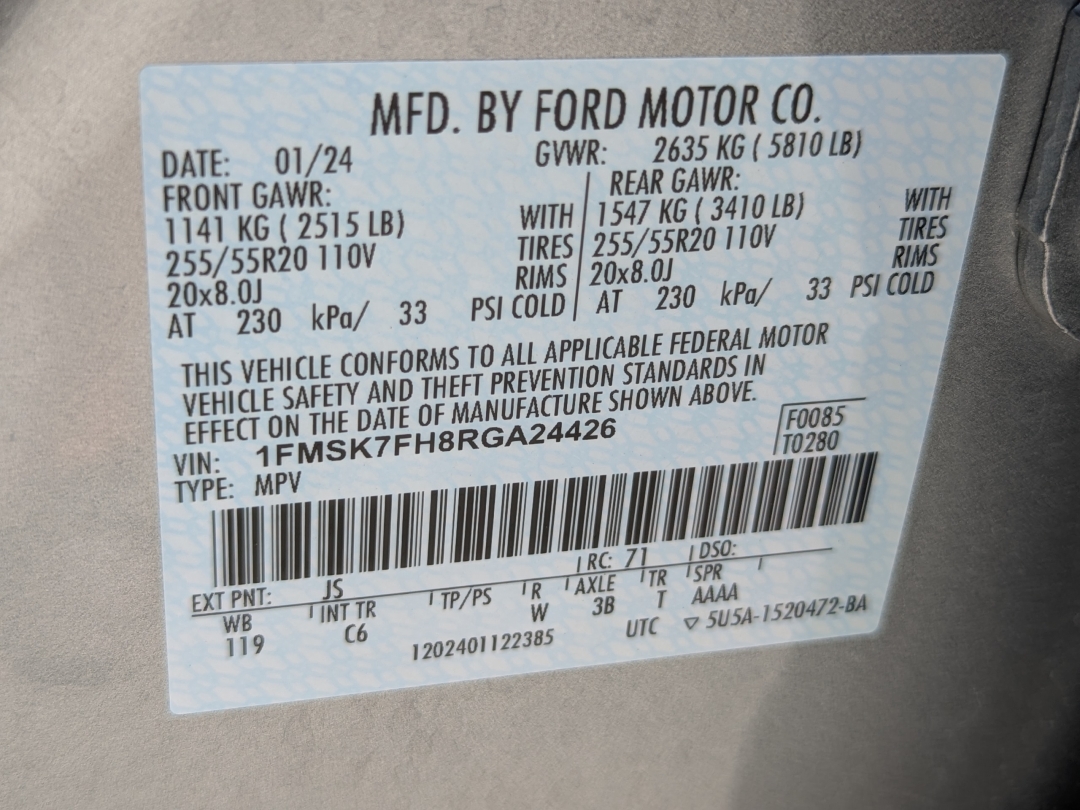 MFD. BY FORD MOTOR CO.
DATE: 01/24 GVWR: 2635 KG ( 5810 LB)
FRONT GAWR: REAR GAWR:
1141 KG ( 2515 LB) WITH 1547 KG ( 3410 LB) WITH
255/55R20 110V TIRES 255/55R20 110V TIRES
20x8.0J RIMS 20x8.0J RIMS
AT 230 kPa/ 33 PSI COLD AT 230 kPa/ 33 PSI COLD
THIS VEHICLE CONFORMS TO ALL APPLICABLE FEDERAL MOTOR
VEHICLE SAFETY AND THEFT PREVENTION STANDARDS IN
EFFECT ON THE DATE OF MANUFACTURE SHOWN ABOVE.
VIN: 1FMSK7FH8RGA24426 F0085
TYPE: MPV T0280
EXT PNT: JS RC: 71 DSO:
WB INT TR TP/PS R AXLE TR SPR
119 C6 W 3B T AAAA
1202401122385 UTC ▽ 5U5A-1520472-BA